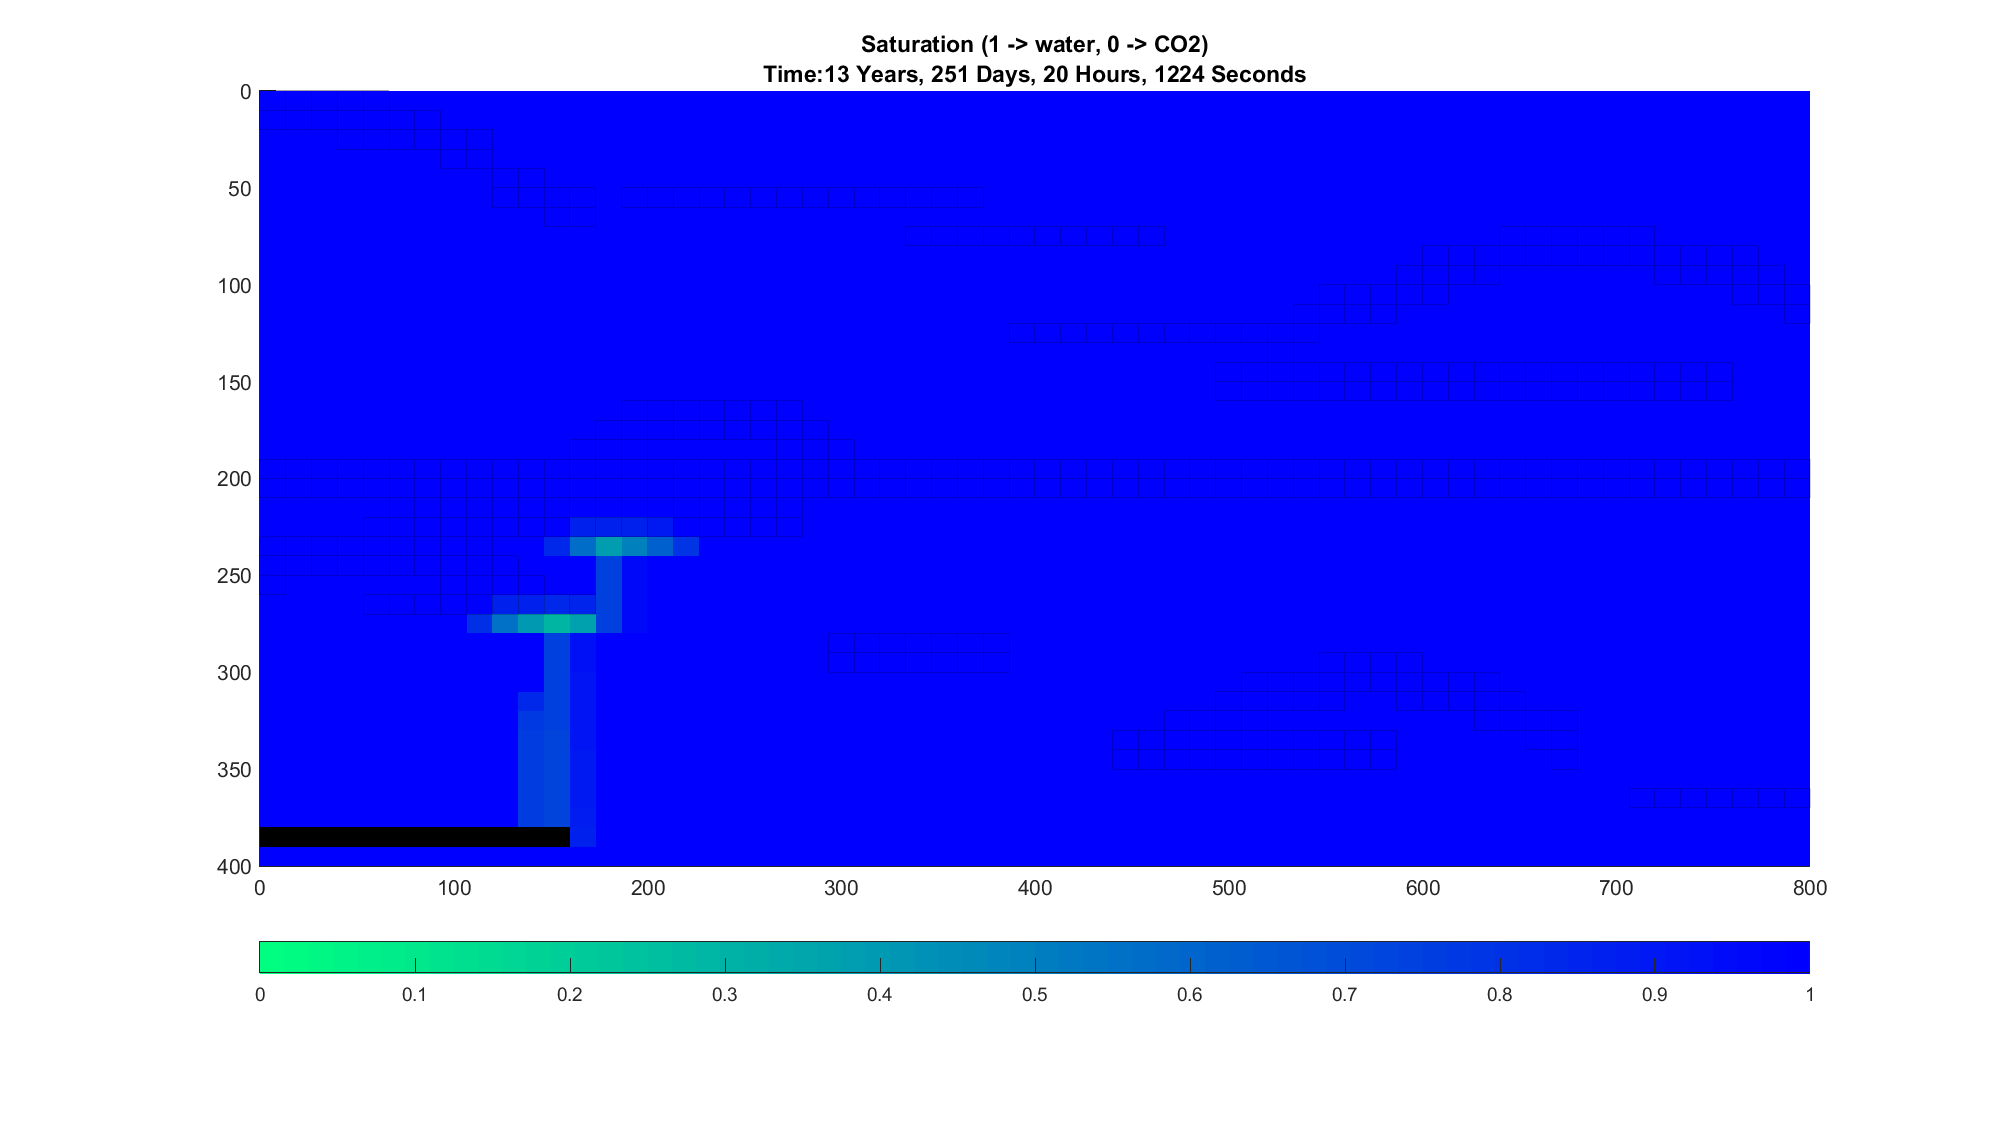 Saturation (1 -> water, 0 -> CO2)
Time:13 Years, 251 Days, 20 Hours, 1224 Seconds
0
50
100
150
200
250
300
350
400
0 100 200 300 400 500 600 700 800
0 0.1 0.2 0.3 0.4 0.5 0.6 0.7 0.8 0.9 1